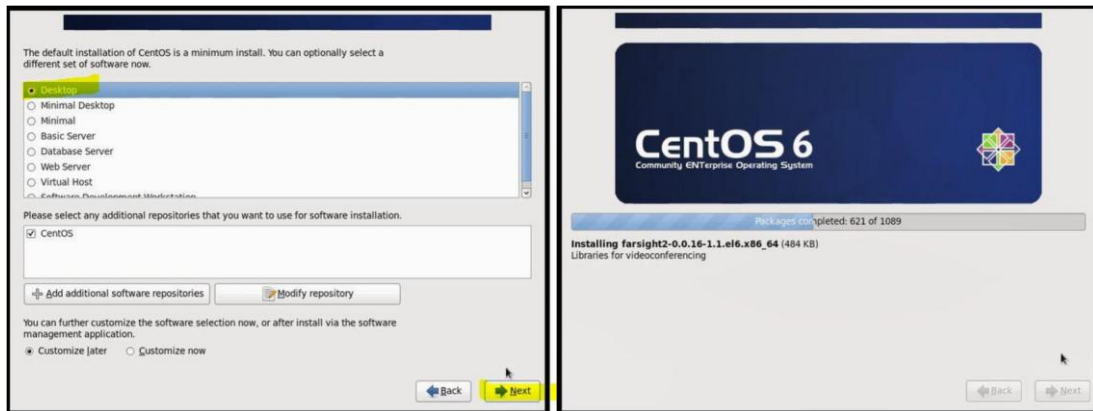 The default installation of CentOS is a minimum install. You can optionally select a
different set of software now.
Desktop
Minimal Desktop
Minimal
Basic Server
Database Server
Web Server
Virtual Host
Software Development Workstation
Please select any additional repositories that you want to use for software installation.
CentOS
Add additional software repositories
Modify repository
You can further customize the software selection now, or after install via the software
management application.
Customize later
Customize now
Back
Next
CentOS 6
Community ENTerprise Operating System
Packages completed: 621 of 1089
Installing farsight2-0.0.16-1.1.el6.x86_64 (484 KB)
Libraries for videoconferencing
Back
Next